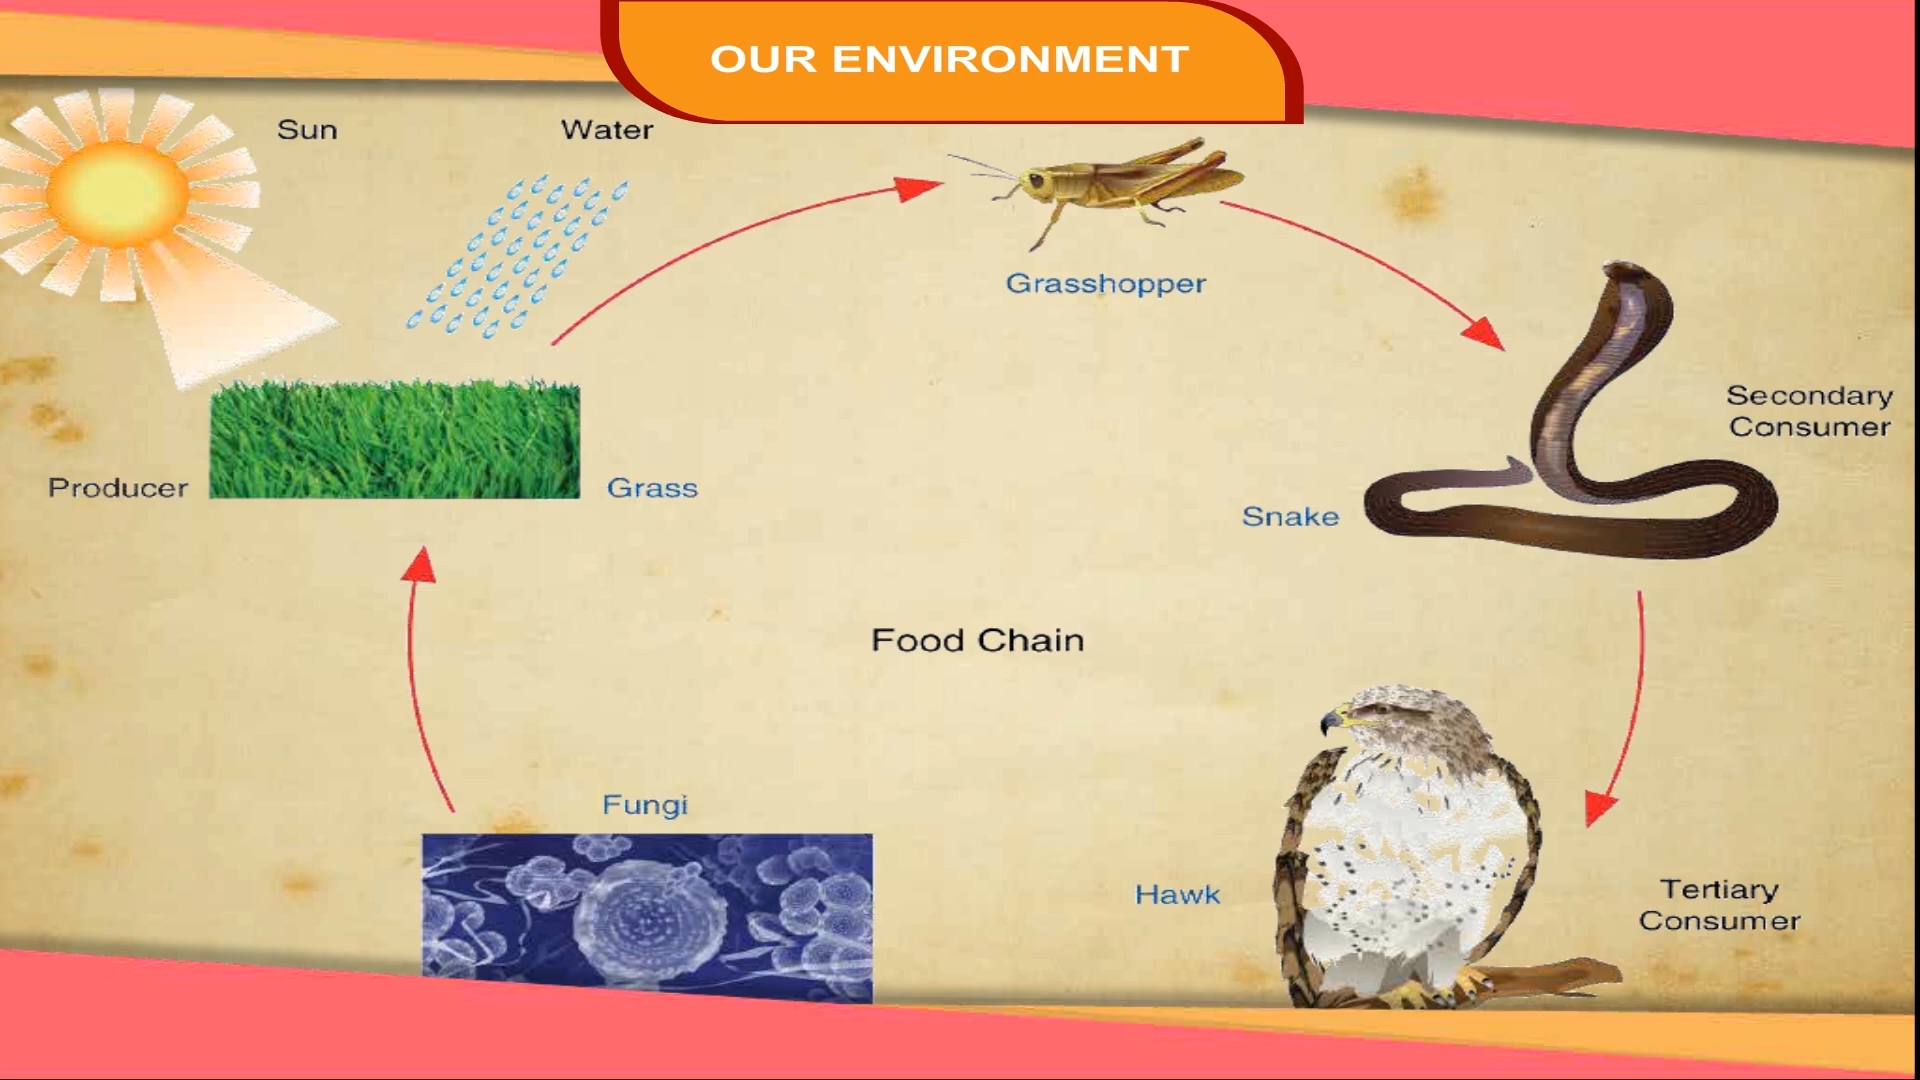 OUR ENVIRONMENT
Sun
Water
Grasshopper
Secondary
Consumer
Producer
Grass
Snake
Food Chain
Fungi
Hawk
Tertiary
Consumer